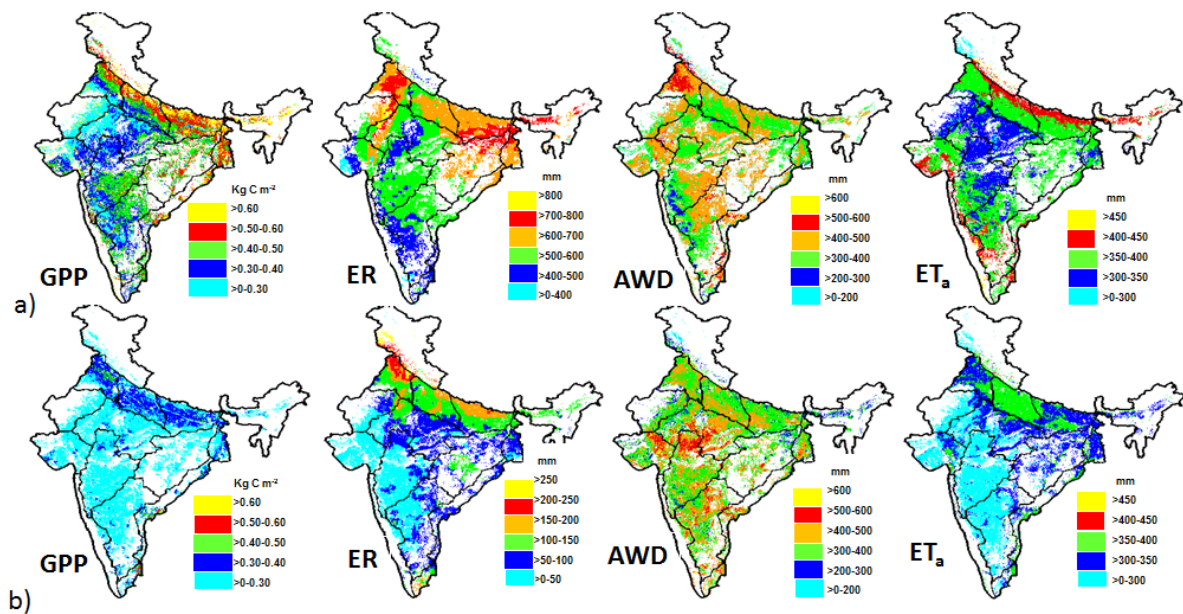 Kg C m⁻²
>0.60
>0.50-0.60
>0.40-0.50
>0.30-0.40
>0-0.30
GPP
mm
>800
>700-800
>600-700
>500-600
>400-500
>0-400
ER
mm
>600
>500-600
>400-500
>300-400
>200-300
>0-200
AWD
mm
>450
>400-450
>350-400
>300-350
>0-300
ETa
a)
Kg C m⁻²
>0.60
>0.50-0.60
>0.40-0.50
>0.30-0.40
>0-0.30
GPP
mm
>250
>200-250
>150-200
>100-150
>50-100
>0-50
ER
mm
>600
>500-600
>400-500
>300-400
>200-300
>0-200
AWD
mm
>450
>400-450
>350-400
>300-350
>0-300
ETa
b)